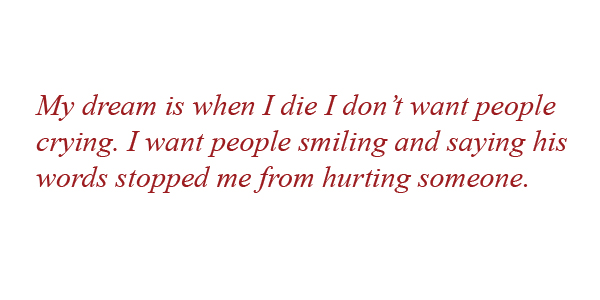 My dream is when I die I don’t want people
crying. I want people smiling and saying his
words stopped me from hurting someone.